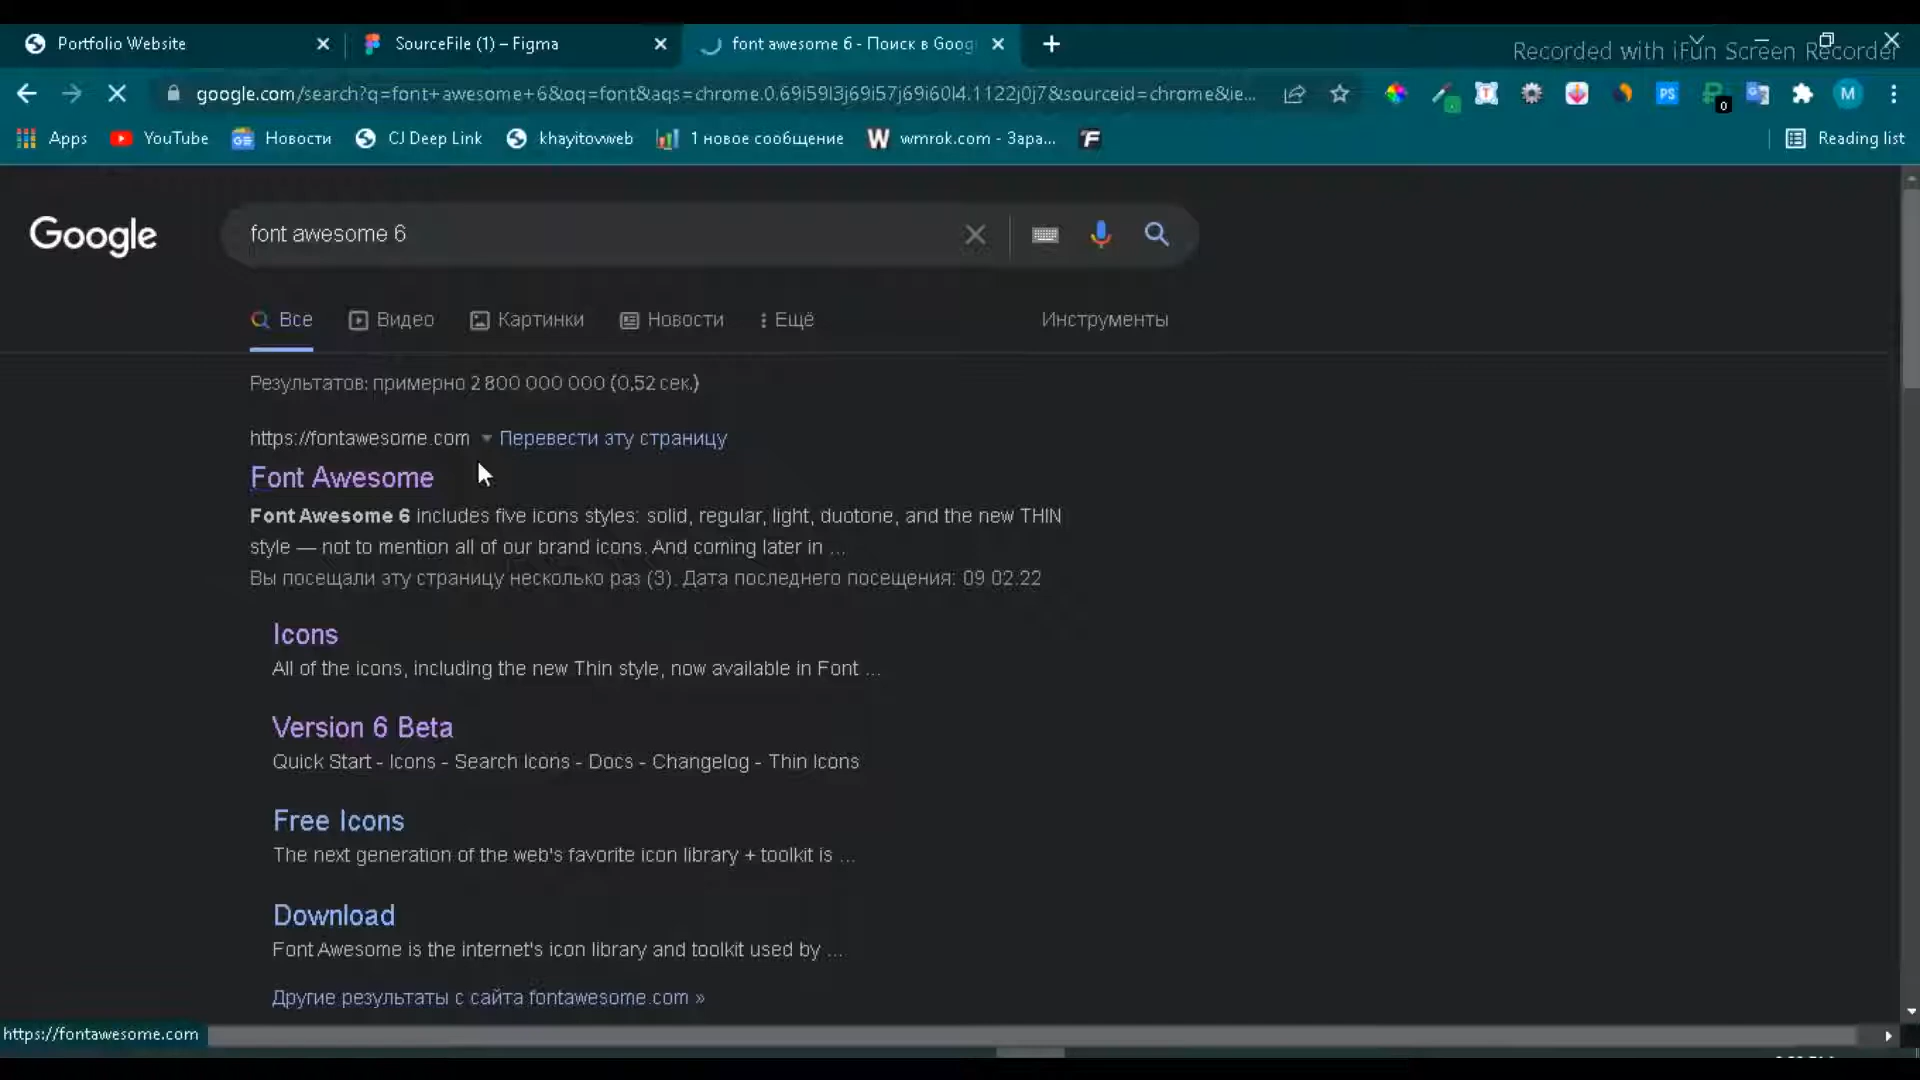 Portfolio Website
SourceFile (1) – Figma
font awesome 6 - Поиск в Goog
Recorded with iFun Screen Recorder
google.com/search?q=font+awesome+6&oq=font&aqs=chrome.0.69i59l3j69i57j69i60l4.1122j0j7&sourceid=chrome&ie...
T
PS
0
M
Apps
YouTube
GE
Новости
CJ Deep Link
khayitovweb
1 новое сообщение
W
wmrok.com - Зара...
F
Reading list
Google
font awesome 6
Все
Видео
Картинки
Новости
Ещё
Инструменты
Результатов: примерно 2 800 000 000 (0,52 сек.)
https://fontawesome.com
Перевести эту страницу
Font Awesome
Font Awesome 6 includes five icons styles: solid, regular, light, duotone, and the new THIN
style — not to mention all of our brand icons. And coming later in ...
Вы посещали эту страницу несколько раз (3). Дата последнего посещения: 09.02.22
Icons
All of the icons, including the new Thin style, now available in Font ...
Version 6 Beta
Quick Start - Icons - Search Icons - Docs - Changelog - Thin Icons
Free Icons
The next generation of the web's favorite icon library + toolkit is ...
Download
Font Awesome is the internet's icon library and toolkit used by ...
Другие результаты с сайта fontawesome.com »
https://fontawesome.com